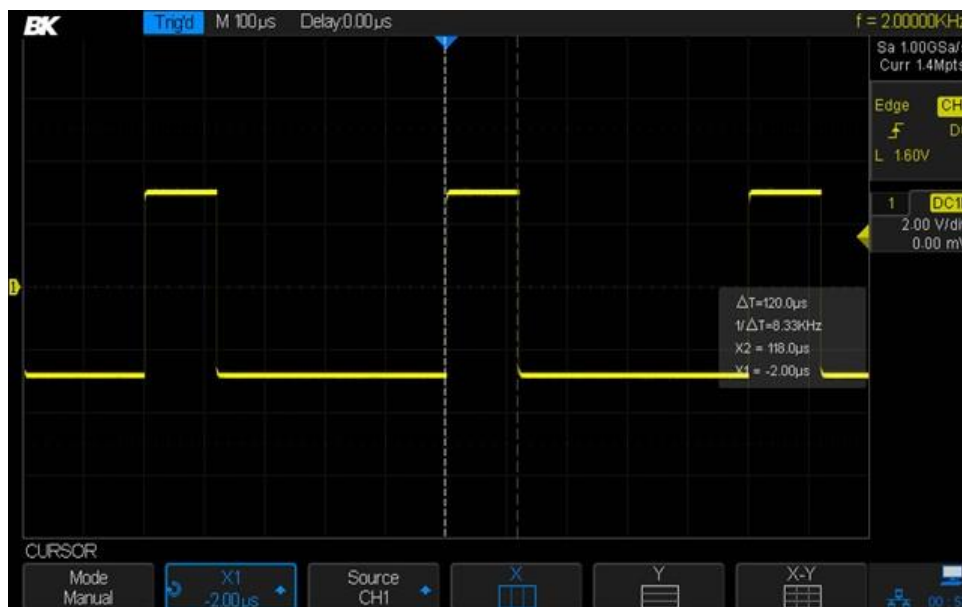 BK Trig'd M 100µs Delay:0.00µs f = 2.00000KHz
Sa 1.00GSa/
Curr 1.4Mpts
Edge CH
D
L 1.60V
1 DC1
2.00 V/di
0.00 mV
1
△T=120.0µs
1/△T=8.33KHz
X2 = 118.0µs
X1 = -2.00µs
CURSOR
Mode X1 Source X Y X-Y
Manual -2.00µs CH1